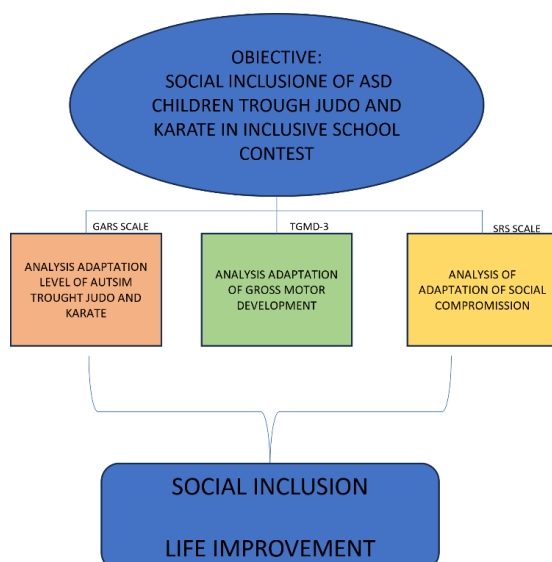 OBIECTIVE:
SOCIAL INCLUSIONE OF ASD
CHILDREN TROUGH JUDO AND
KARATE IN INCLUSIVE SCHOOL
CONTEST
GARS SCALE
TGMD-3
SRS SCALE
ANALYSIS ADAPTATION
LEVEL OF AUTSIM
TROUGHT JUDO AND
KARATE
ANALYSIS ADAPTATION
OF GROSS MOTOR
DEVELOPMENT
ANALYSIS OF
ADAPTATION OF SOCIAL
COMPROMISSION
SOCIAL INCLUSION
LIFE IMPROVEMENT